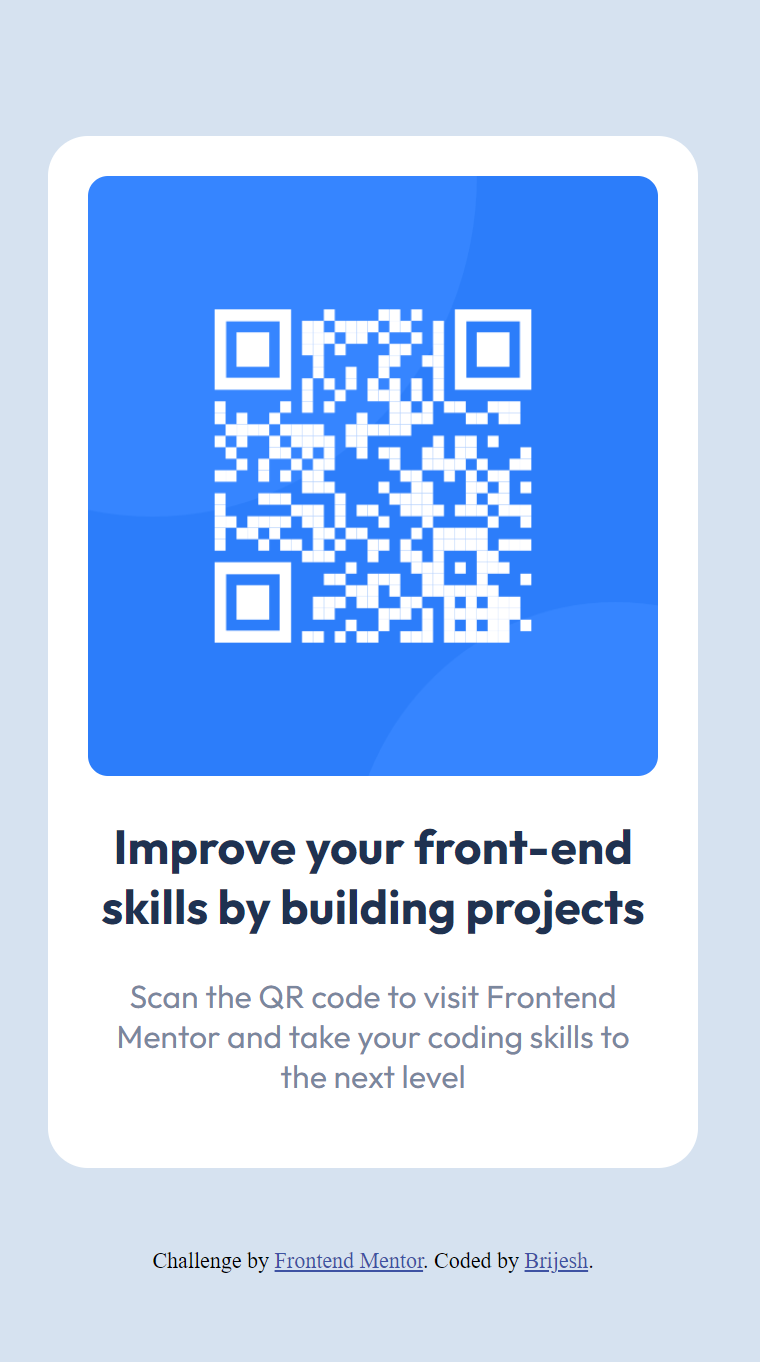 Improve your front-end
skills by building projects
Scan the QR code to visit Frontend
Mentor and take your coding skills to
the next level
Challenge by Frontend Mentor. Coded by Brijesh.